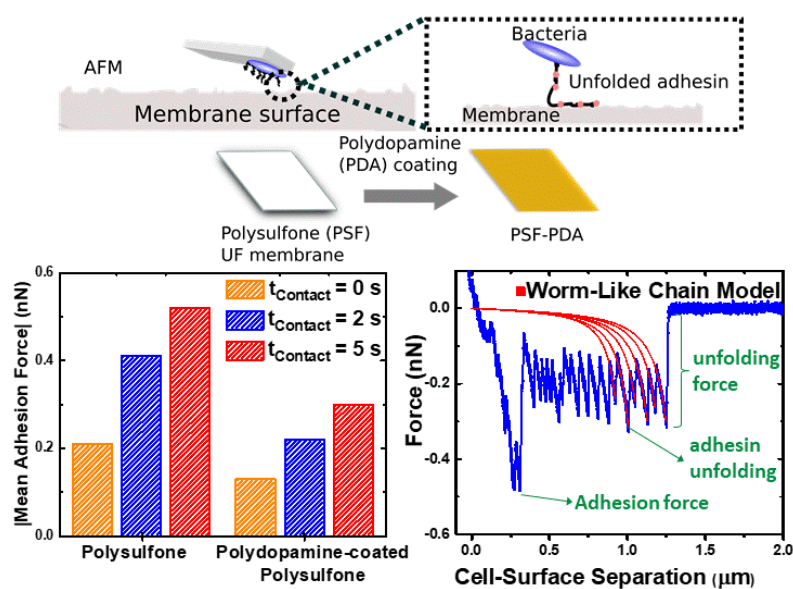 AFM
Membrane surface
Bacteria
Unfolded adhesin
Membrane
Polydopamine
(PDA) coating
Polysulfone (PSF)
UF membrane
PSF-PDA
|Mean Adhesion Force| (nN)
0.6
0.4
0.2
0.0
tContact = 0 s
tContact = 2 s
tContact = 5 s
Polysulfone
Polydopamine-coated
Polysulfone
Force (nN)
0.0
-0.2
-0.4
-0.6
Worm-Like Chain Model
unfolding
force
adhesin
unfolding
Adhesion force
0.0 0.5 1.0 1.5 2.0
Cell-Surface Separation (μm)